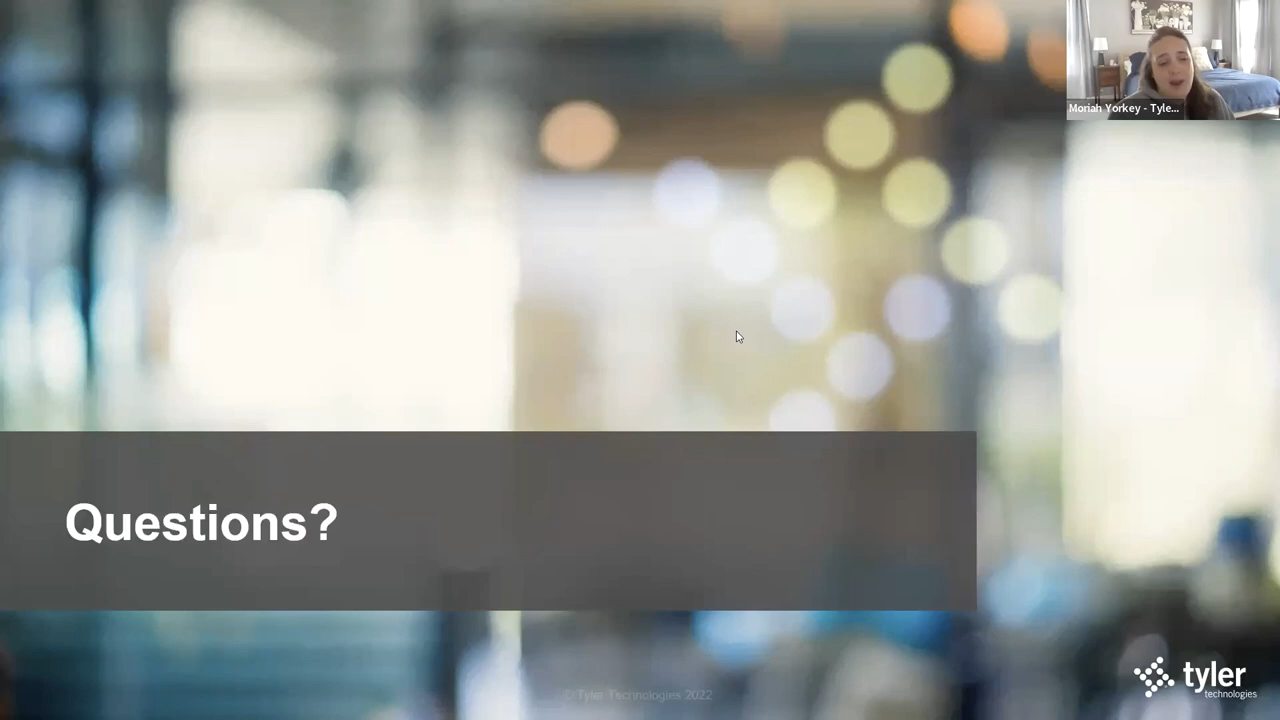 Moriah Yorkey - Tyle...
Questions?
© Tyler Technologies 2022
tyler
technologies